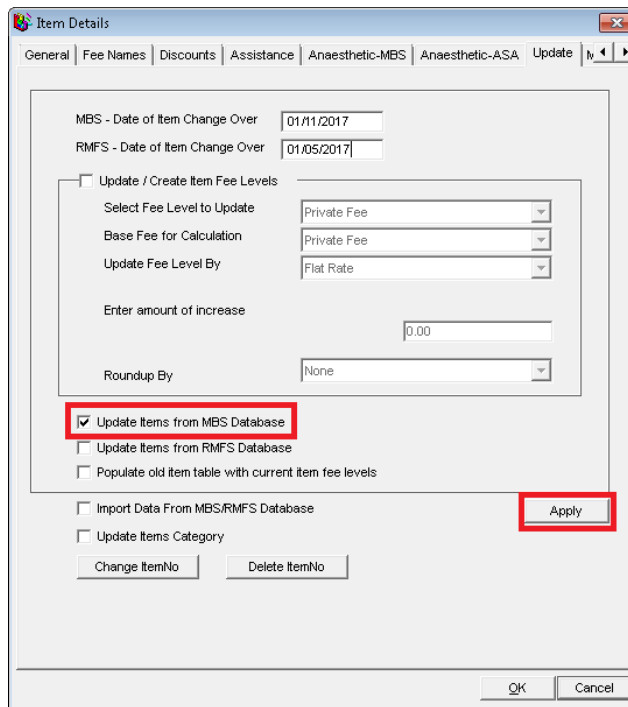 Item Details
General Fee Names Discounts Assistance Anaesthetic-MBS Anaesthetic-ASA Update
MBS - Date of Item Change Over 01/11/2017
RMFS - Date of Item Change Over 01/05/2017
Update / Create Item Fee Levels
Select Fee Level to Update Private Fee
Base Fee for Calculation Private Fee
Update Fee Level By Flat Rate
Enter amount of increase
0.00
Roundup By None
Update Items from MBS Database
Update Items from RMFS Database
Populate old item table with current item fee levels
Import Data From MBS/RMFS Database Apply
Update Items Category
Change ItemNo Delete ItemNo
OK Cancel